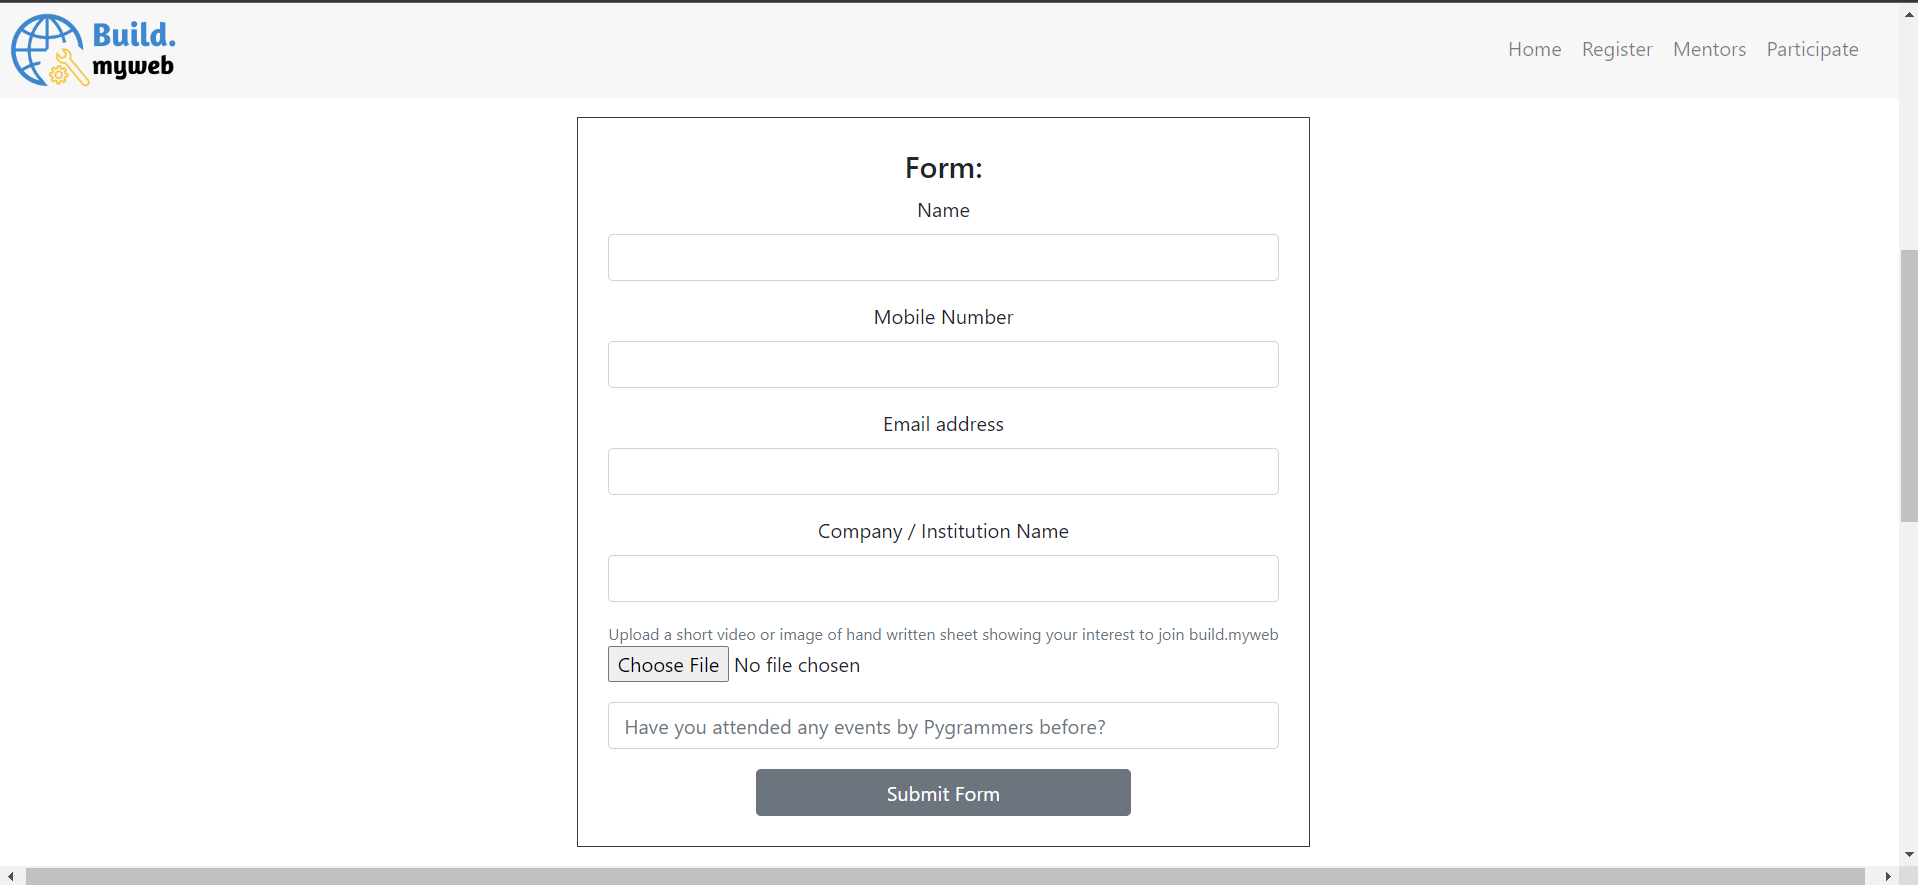 Build.
myweb
Home Register Mentors Participate
Form:
Name
Mobile Number
Email address
Company / Institution Name
Upload a short video or image of hand written sheet showing your interest to join build.myweb
Choose File No file chosen
Have you attended any events by Pygrammers before?
Submit Form